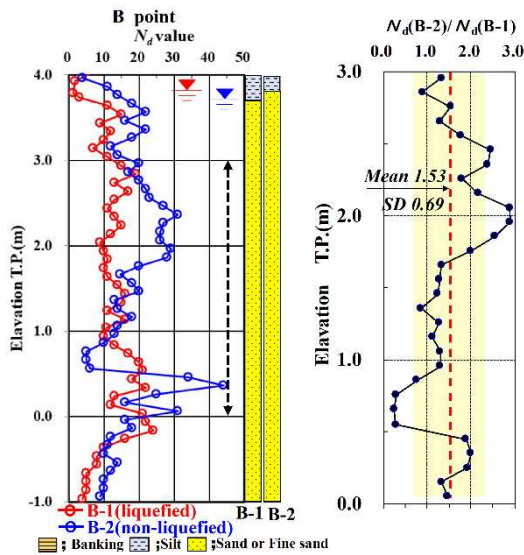 B point
N_d value
0 10 20 30 40 50
4.0
3.0
2.0
1.0
0.0
-1.0
Elavation T.P.(m)
B-1(liquefied)
B-2(non-liquefied)
B-1 B-2
; Banking ; Silt ; Sand or Fine sand
N_d(B-2)/ N_d(B-1)
0.0 1.0 2.0 3.0
3.0
2.0
1.0
0.0
Elavation T.P.(m)
Mean 1.53
SD 0.69